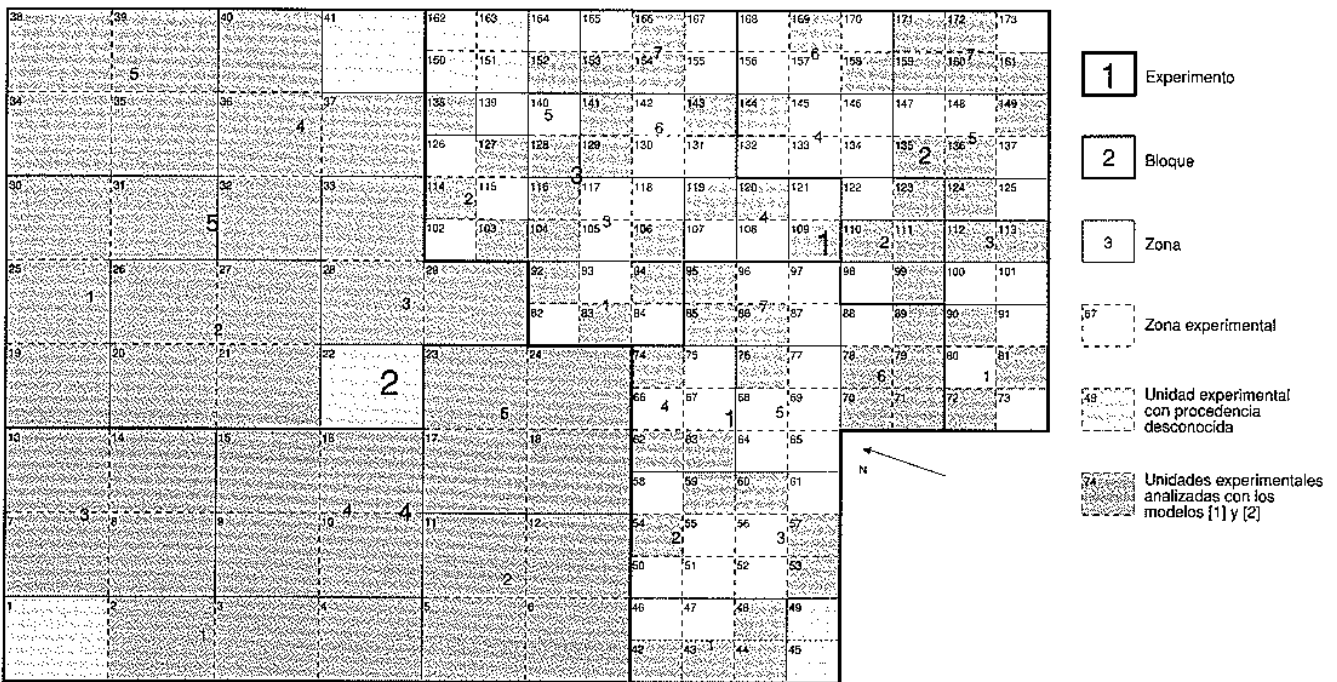 38 39 40 41 162 163 164 165 166 167 168 169 170 171 172 173
7 6 7
150 151 152 153 154 155 156 157 158 159 160 161
5
34 35 36 37 138 139 140 141 142 143 144 145 146 147 148 149
4 5 6 4 5
126 127 128 129 130 131 132 133 134 135 136 137
3 2
30 31 32 33 114 115 116 117 118 119 120 121 122 123 124 125
5 2 3 4
102 103 104 105 106 107 108 109 110 111 112 113
1 2 3
25 26 27 28 29 92 93 94 95 96 97 98 99 100 101
1 2 3 1 7
82 83 84 85 86 87 88 89 90 91
19 20 21 22 23 24 74 75 76 77 78 79 80 81
2 6 1
66 67 68 69 70 71 72 73
4 1 5
13 14 15 16 17 18 62 63 64 65
58 59 60 61
3 4 4
7 8 9 10 11 12 54 55 56 57
2 2 3
50 51 52 53
1 2 3 4 5 6 46 47 48 49
1 1
42 43 44 45
N
1 Experimento
2 Bloque
3 Zona
67 Zona experimental
49 Unidad experimental
con procedencia
desconocida
74 Unidades experimentales
analizadas con los
modelos [1] y [2]